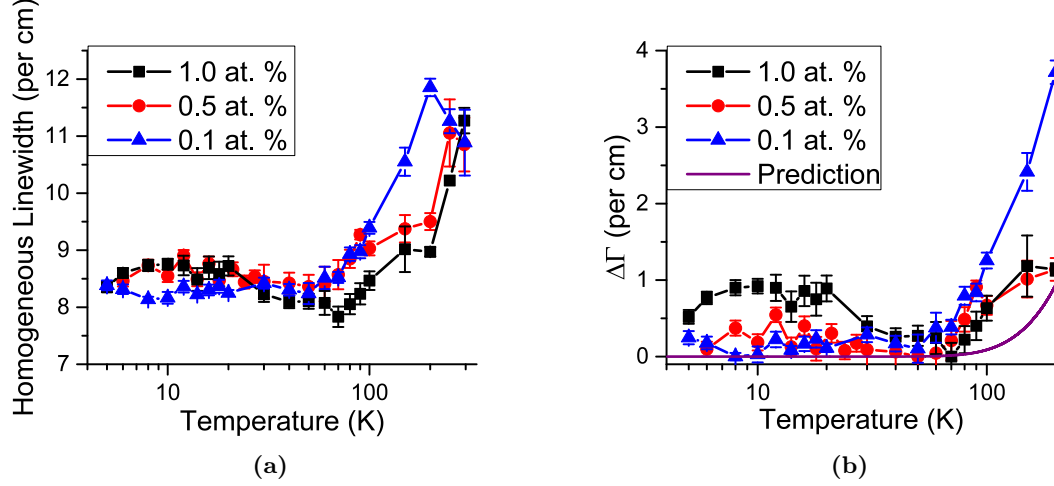 Homogeneous Linewidth (per cm)
12
11
10
9
8
7
1.0 at. %
0.5 at. %
0.1 at. %
10
100
Temperature (K)
(a)
ΔΓ (per cm)
4
3
2
1
0
1.0 at. %
0.5 at. %
0.1 at. %
Prediction
10
100
Temperature (K)
(b)